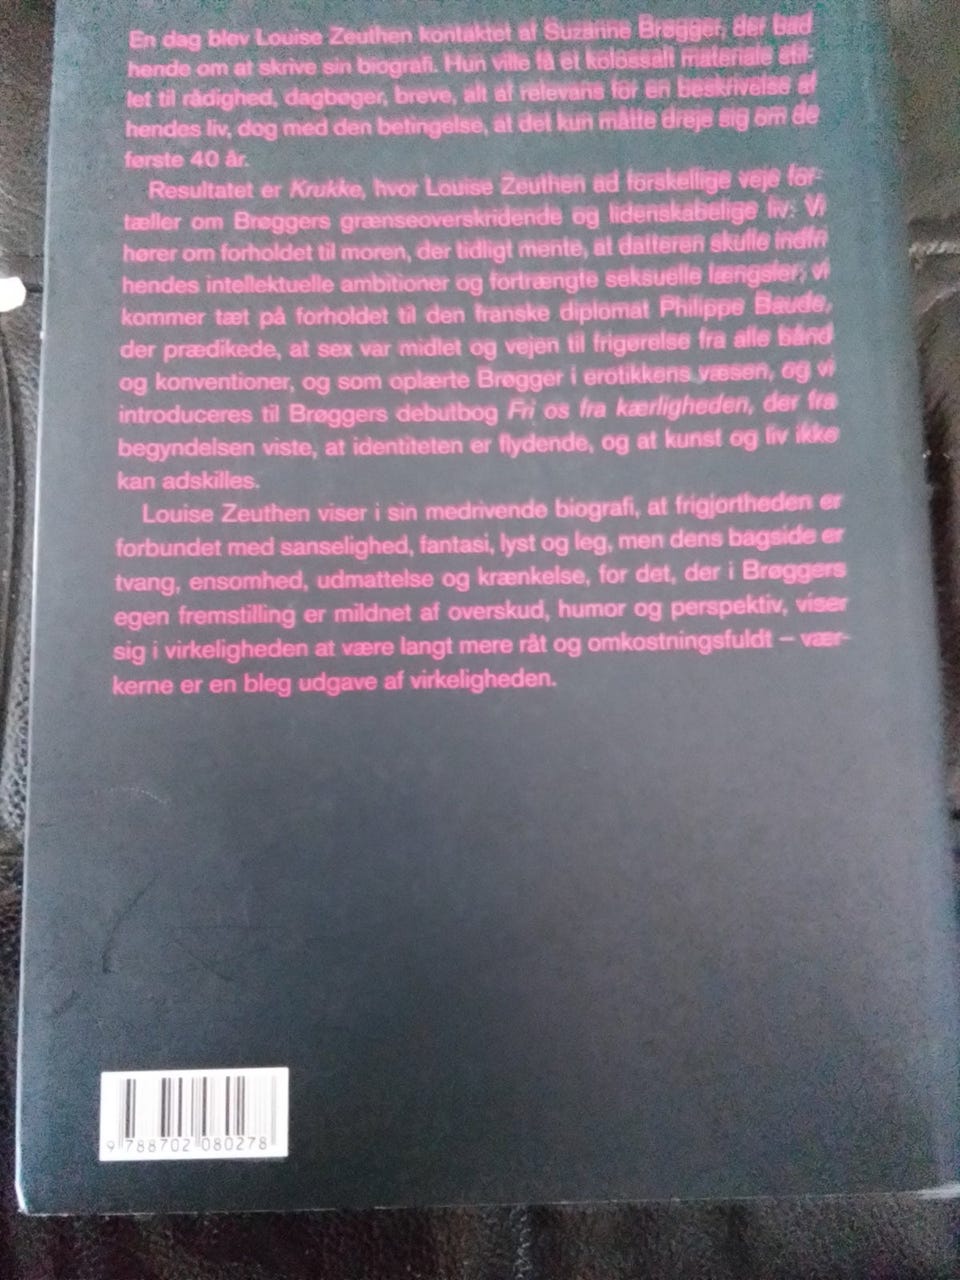 En dag blev Louise Zeuthen kontaktet af Suzanne Brøgger, der bad
hende om at skrive sin biografi. Hun ville få et kolossalt materiale stil-
let til rådighed, dagbøger, breve, alt af relevans for en beskrivelse af
hendes liv, dog med den betingelse, at det kun måtte dreje sig om de
første 40 år.
Resultatet er Krukke, hvor Louise Zeuthen ad forskellige veje for-
tæller om Brøggers grænseoverskridende og lidenskabelige liv: Vi
hører om forholdet til moren, der tidligt mente, at datteren skulle indfri
hendes intellektuelle ambitioner og fortrængte seksuelle længsler; vi
kommer tæt på forholdet til den franske diplomat Philippe Baude,
der prædikede, at sex var midlet og vejen til frigørelse fra alle bånd
og konventioner, og som oplærte Brøgger i erotikkens væsen, og vi
introduceres til Brøggers debutbog Fri os fra kærligheden, der fra
begyndelsen viste, at identiteten er flydende, og at kunst og liv ikke
kan adskilles.
Louise Zeuthen viser i sin medrivende biografi, at frigjortheden er
forbundet med sanselighed, fantasi, lyst og leg, men dens bagside er
tvang, ensomhed, udmattelse og krænkelse, for det, der i Brøggers
egen fremstilling er mildnet af overskud, humor og perspektiv, viser
sig i virkeligheden at være langt mere råt og omkostningsfuldt – vær-
kerne er en bleg udgave af virkeligheden.
9 788702 080278